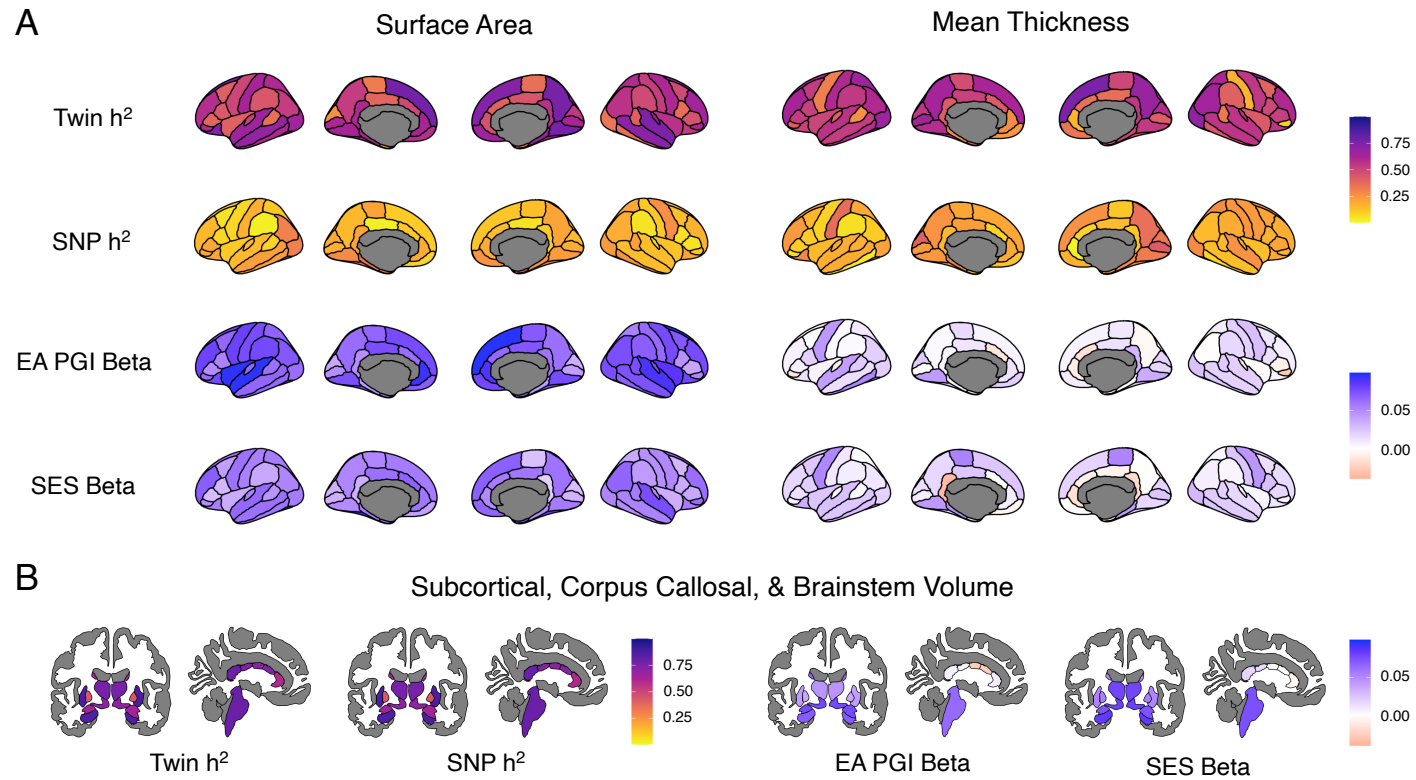 A
Surface Area
Mean Thickness
Twin h²
0.75
0.50
0.25
SNP h²
EA PGI Beta
0.05
0.00
SES Beta
B
Subcortical, Corpus Callosal, & Brainstem Volume
0.75
0.50
0.25
0.05
0.00
Twin h²
SNP h²
EA PGI Beta
SES Beta